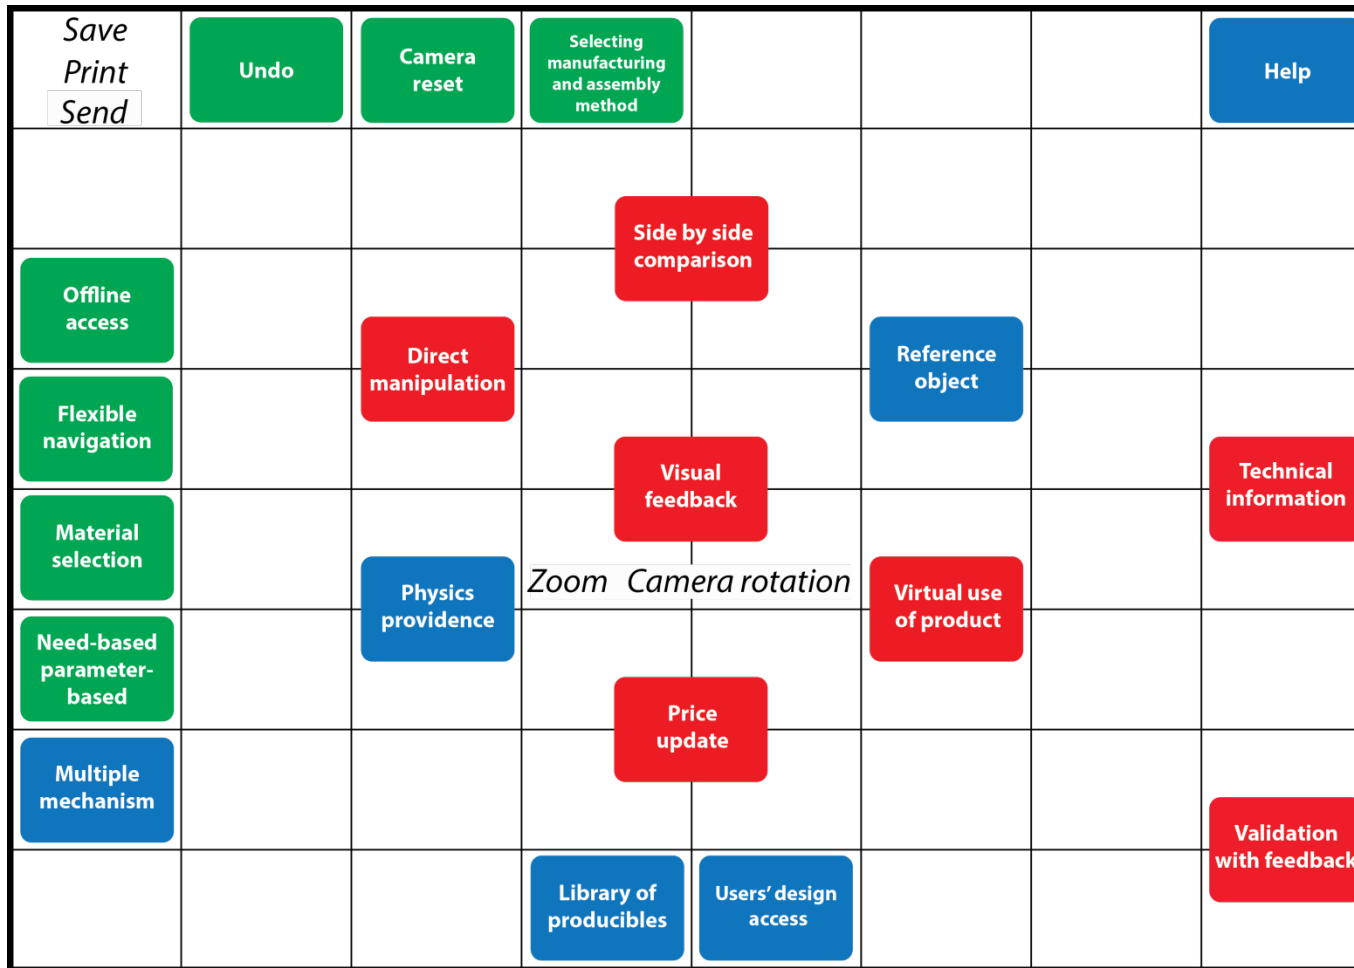 Save
Print
Send
Undo
Camera
reset
Selecting
manufacturing
and assembly
method
Help
Side by side
comparison
Offline
access
Direct
manipulation
Reference
object
Flexible
navigation
Visual
feedback
Technical
information
Material
selection
Physics
providence
Zoom Camera rotation
Virtual use
of product
Need-based
parameter-
based
Price
update
Multiple
mechanism
Validation
with feedback
Library of
producibles
Users' design
access